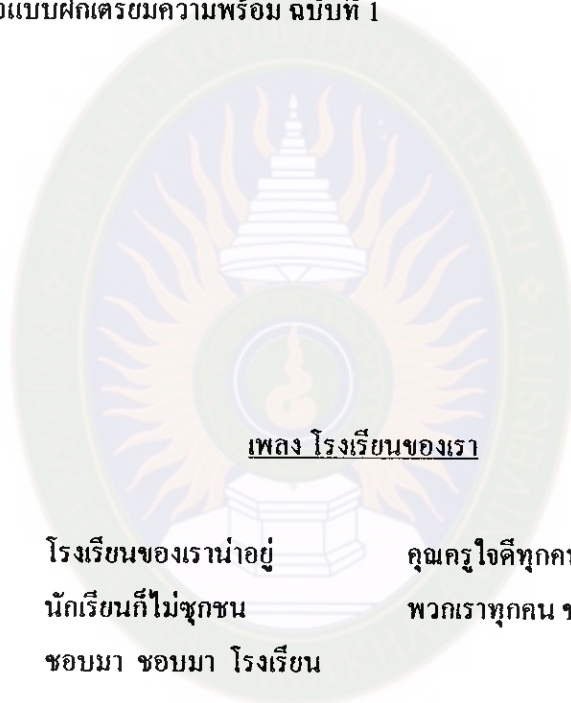 แบบฝึกเตรียมความพร้อม ฉบับที่ 1
เพลง โรงเรียนของเรา
โรงเรียนของเราน่าอยู่ คุณครูใจดีทุกคน
นักเรียนก็ไม่ซุกชน พวกเราทุกคน
ชอบมา ชอบมา โรงเรียน